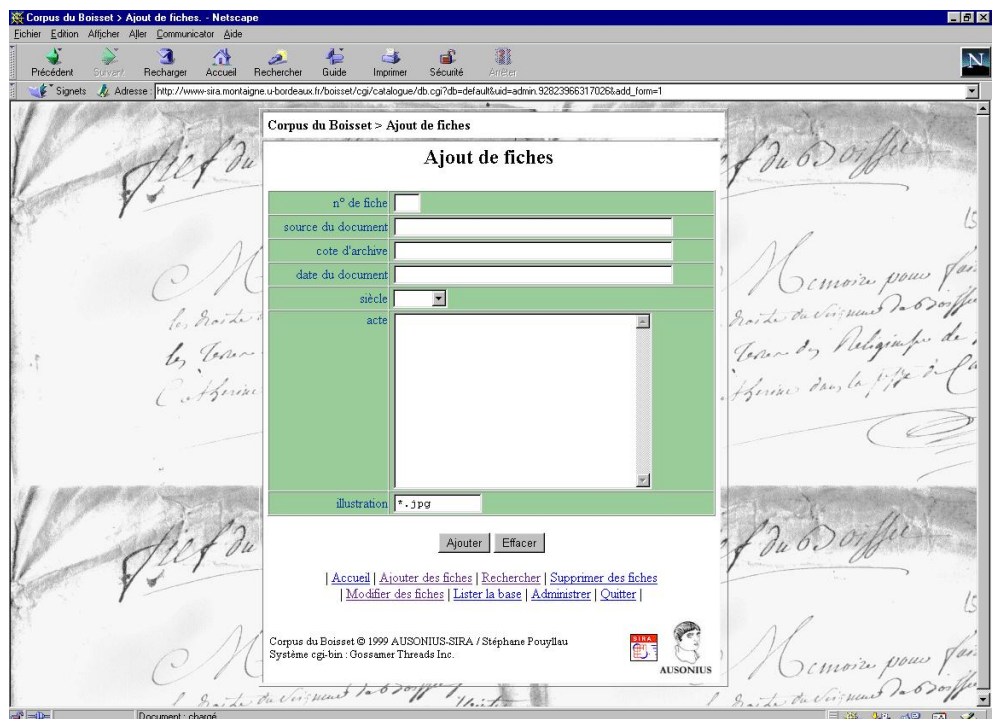 Corpus du Boisset > Ajout de fiches. - Netscape
Fichier Edition Afficher Aller Communicator Aide
Précédent Suivant Recharger Accueil Rechercher Guide Imprimer Sécurité Arrêter
N
Signets Adresse : http://www-sira.montaigne.u-bordeaux.fr/boisset/cgi/catalogue/db.cgi?db=default&uid=admin.92823966317026&add_form=1
Corpus du Boisset > Ajout de fiches
Ajout de fiches
n° de fiche
source du document
cote d'archive
date du document
siècle
acte
illustration *.jpg
Ajouter Effacer
| Accueil | Ajouter des fiches | Rechercher | Supprimer des fiches
| Modifier des fiches | Lister la base | Administrer | Quitter |
Corpus du Boisset © 1999 AUSONIUS-SIRA / Stéphane Pouyllau
Système cgi-bin : Gossamer Threads Inc.
SIRA
AUSONIUS
fief du Boisset
Memoire pour
Document : chargé